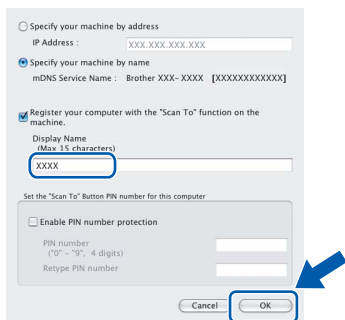 Specify your machine by address
IP Address :
XXX.XXX.XXX.XXX
Specify your machine by name
mDNS Service Name : Brother XXX- XXXX [XXXXXXXXXXXX]
Register your computer with the "Scan To" function on the
machine.
Display Name
(Max 15 characters)
XXXX
Set the "Scan To" Button PIN number for this computer
Enable PIN number protection
PIN number
("0" - "9", 4 digits)
Retype PIN number
Cancel
OK